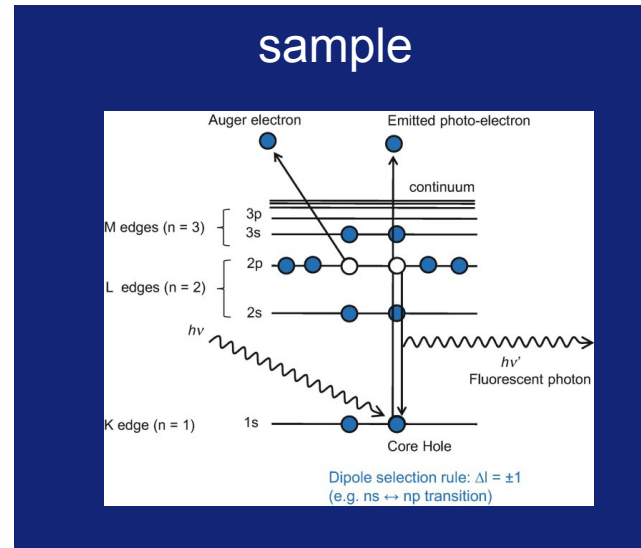 sample
Auger electron
Emitted photo-electron
continuum
M edges (n = 3)
3p
3s
L edges (n = 2)
2p
2s
hν
hν'
Fluorescent photon
K edge (n = 1)
1s
Core Hole
Dipole selection rule: Δl = ±1
(e.g. ns ↔ np transition)